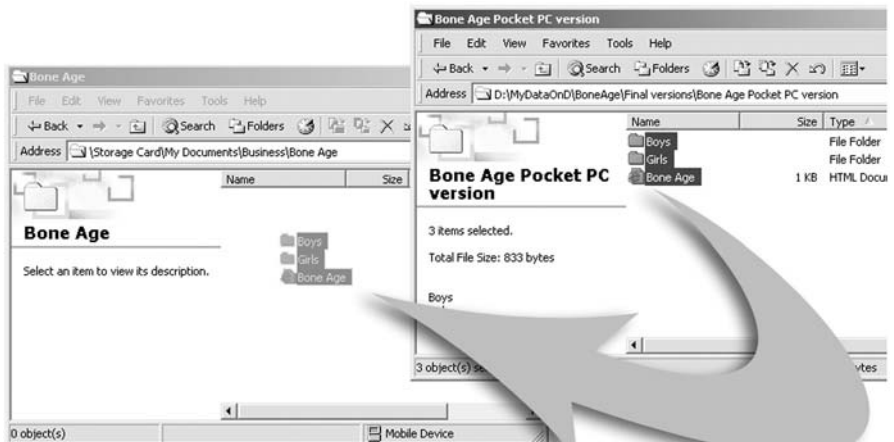 Bone Age
File Edit View Favorites Tools Help
Back Search Folders
Address \Storage Card\My Documents\Business\Bone Age
Name Size
Bone Age
Select an item to view its description.
Boys
Girls
Bone Age
0 object(s) Mobile Device
Bone Age Pocket PC version
File Edit View Favorites Tools Help
Back Search Folders
Address D:\MyDataOnD\BoneAge\Final versions\Bone Age Pocket PC version
Name Size Type
Boys File Folder
Girls File Folder
Bone Age 1 KB HTML Docu
Bone Age Pocket PC
version
3 items selected.
Total File Size: 833 bytes
Boys
3 object(s) se bytes